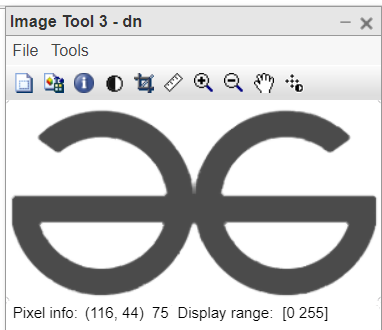 Image Tool 3 - dn
File Tools
Pixel info: (116, 44) 75 Display range: [0 255]